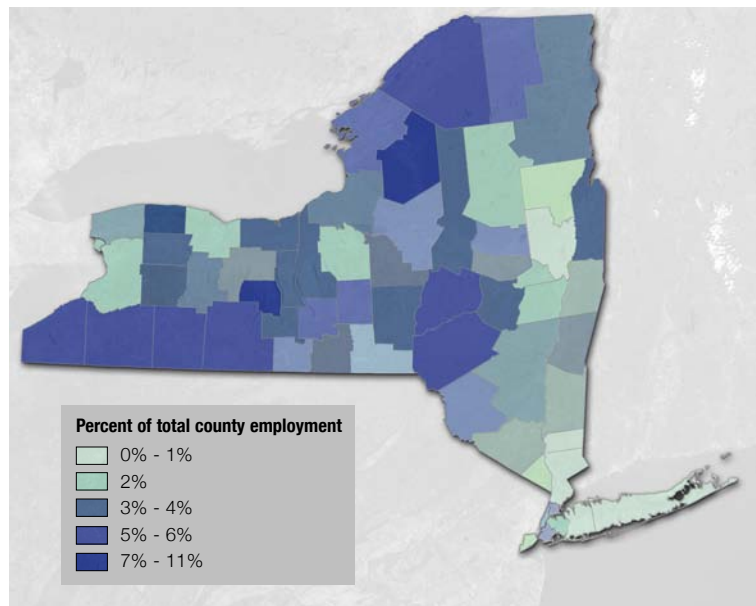 Percent of total county employment
0% - 1%
2%
3% - 4%
5% - 6%
7% - 11%